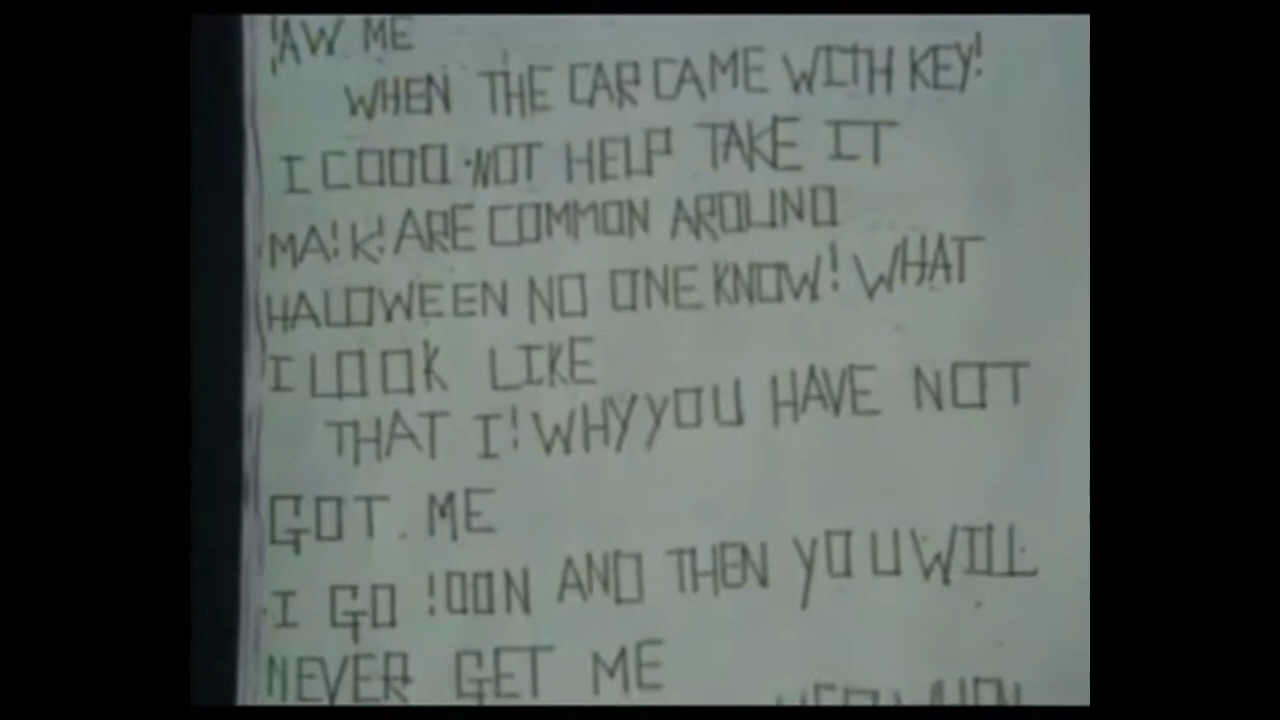 !AW ME
WHEN THE CAR CAME WITH KEY!
I COOD NOT HELP TAKE IT
MA!K! ARE COMMON AROUND
HALOWEEN NO ONE KNOW! WHAT
I LOOK LIKE
THAT I! WHY YOU HAVE NOT
GOT ME
I GO !OON AND THEN YOU WILL
NEVER GET ME